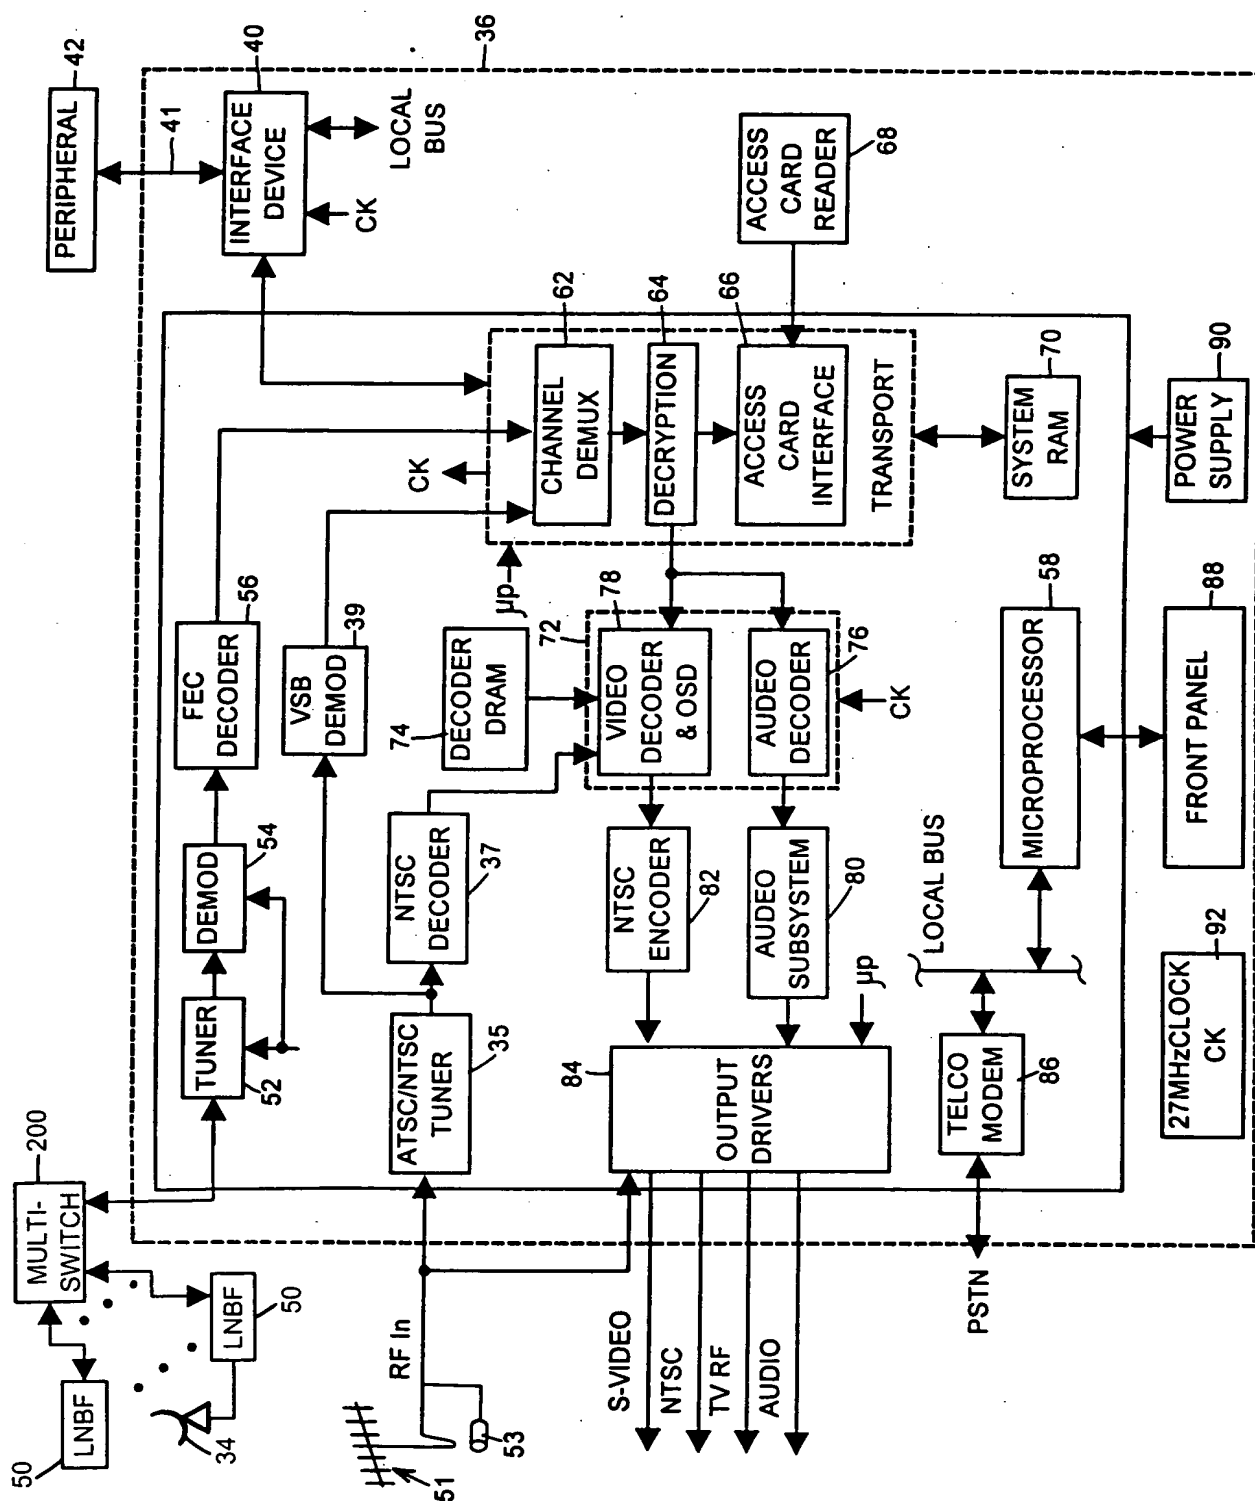 PERIPHERAL
42
41
INTERFACE
DEVICE
40
36
LOCAL
BUS
CK
ACCESS
CARD
READER
68
MULTI-
SWITCH
200
LNBF
50
LNBF
50
34
TUNER
52
DEMOD
54
FEC
DECODER
56
VSB
DEMOD
39
CK
CHANNEL
DEMUX
62
DECRYPTION
64
ACCESS
CARD
INTERFACE
66
TRANSPORT
µp
SYSTEM
RAM
70
POWER
SUPPLY
90
RF In
51
53
ATSC/NTSC
TUNER
35
NTSC
DECODER
37
DECODER
DRAM
74
72
VIDEO
DECODER
& OSD
78
AUDEO
DECODER
76
CK
NTSC
ENCODER
82
AUDEO
SUBSYSTEM
80
µp
84
OUTPUT
DRIVERS
S-VIDEO
NTSC
TV RF
AUDIO
PSTN
TELCO
MODEM
86
LOCAL BUS
MICROPROCESSOR
58
27MHzCLOCK
CK
92
FRONT PANEL
88